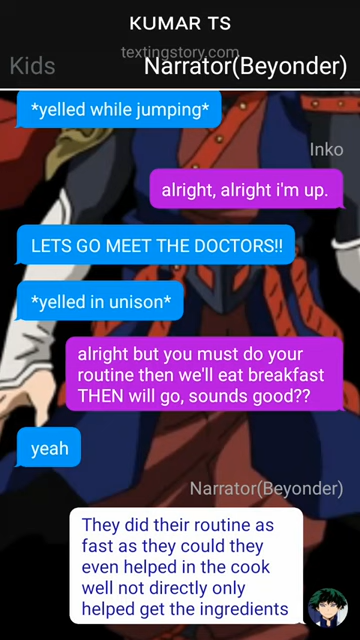 KUMAR TS
textingstory.com
Kids
Narrator(Beyonder)
*yelled while jumping*
Inko
alright, alright i'm up.
LETS GO MEET THE DOCTORS!!
*yelled in unison*
alright but you must do your
routine then we'll eat breakfast
THEN will go, sounds good??
yeah
Narrator(Beyonder)
They did their routine as
fast as they could they
even helped in the cook
well not directly only
helped get the ingredients